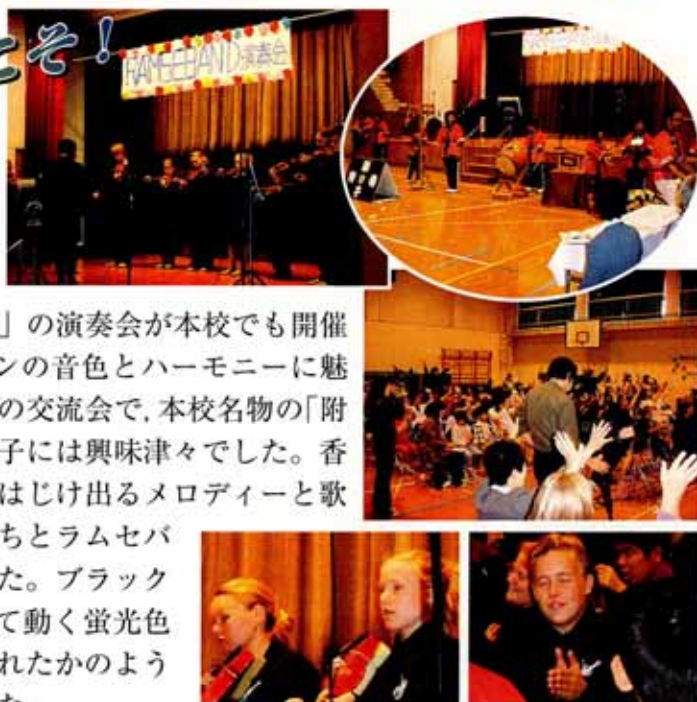 こそ!
RAMSEBAND演奏会
」の演奏会が本校でも開催
ンの音色とハーモニーに魅
の交流会で,本校名物の「附
子には興味津々でした。香
はじけ出るメロディーと歌
ちとラムセバ
た。ブラック
て動く蛍光色
れたかのよう